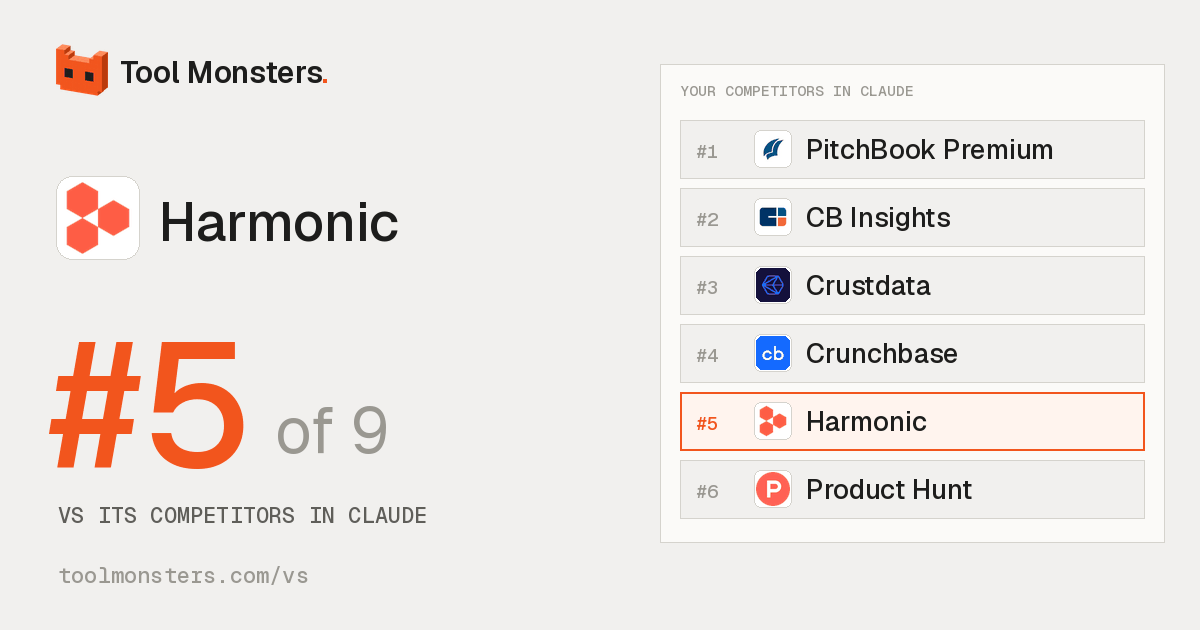 Tool Monsters.
Harmonic
#5 of 9
VS ITS COMPETITORS IN CLAUDE
toolmonsters.com/vs
YOUR COMPETITORS IN CLAUDE
#1 PitchBook Premium
#2 CB Insights
#3 Crustdata
#4 cb Crunchbase
#5 Harmonic
#6 P Product Hunt